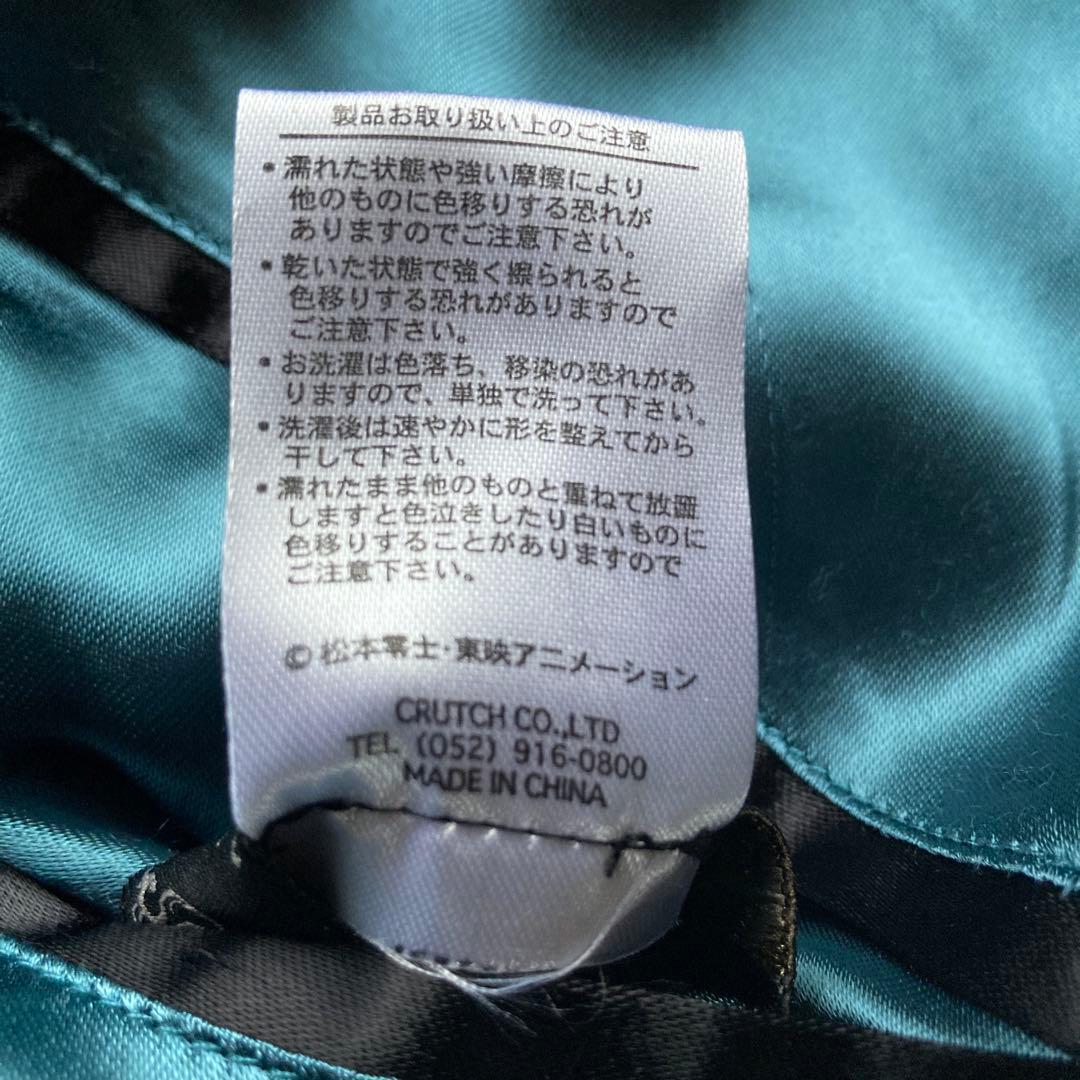 製品お取り扱い上のご注意
・濡れた状態や強い摩擦により
他のものに色移りする恐れが
ありますのでご注意下さい。
・乾いた状態で強く擦られると
色移りする恐れがありますので
ご注意下さい。
・お洗濯は色落ち、移染の恐れがあ
りますので、単独で洗って下さい。
・洗濯後は速やかに形を整えてから
干して下さい。
・濡れたまま他のものと重ねて放置
しますと色泣きしたり白いものに
色移りすることがありますので
ご注意下さい。
© 松本零士・東映アニメーション
CRUTCH CO.,LTD
TEL (052) 916-0800
MADE IN CHINA